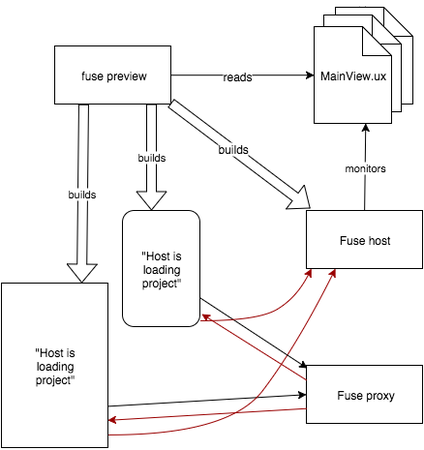 fuse preview
reads
MainView.ux
builds
builds
builds
monitors
"Host is
loading
project"
Fuse host
"Host is
loading
project"
Fuse proxy